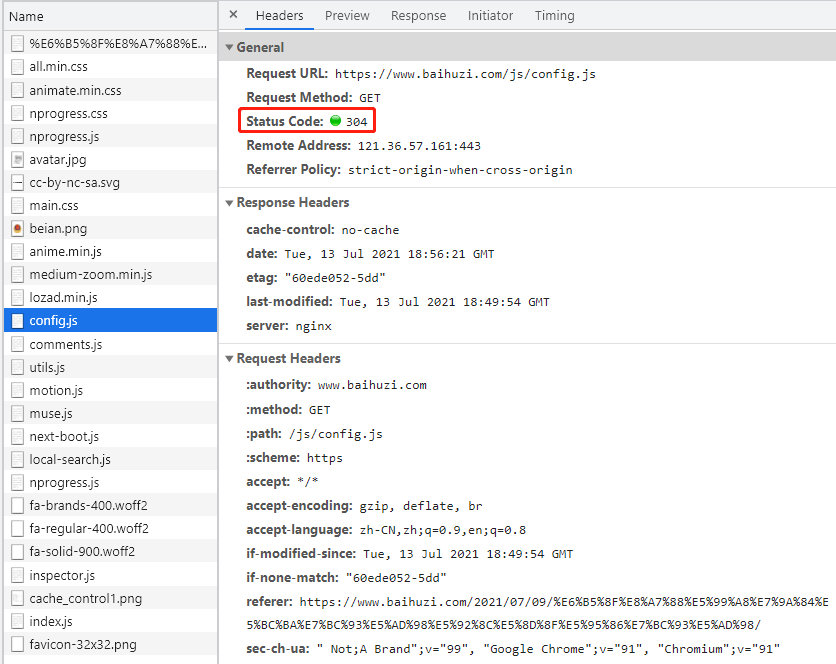 Name
%E6%B5%8F%E8%A7%88%E...
all.min.css
animate.min.css
nprogress.css
nprogress.js
avatar.jpg
cc-by-nc-sa.svg
main.css
beian.png
anime.min.js
medium-zoom.min.js
lozad.min.js
config.js
comments.js
utils.js
motion.js
muse.js
next-boot.js
local-search.js
nprogress.js
fa-brands-400.woff2
fa-regular-400.woff2
fa-solid-900.woff2
inspector.js
cache_control1.png
index.js
favicon-32x32.png
× Headers Preview Response Initiator Timing
▼ General
Request URL: https://www.baihuzi.com/js/config.js
Request Method: GET
Status Code: 304
Remote Address: 121.36.57.161:443
Referrer Policy: strict-origin-when-cross-origin
▼ Response Headers
cache-control: no-cache
date: Tue, 13 Jul 2021 18:56:21 GMT
etag: "60ede052-5dd"
last-modified: Tue, 13 Jul 2021 18:49:54 GMT
server: nginx
▼ Request Headers
:authority: www.baihuzi.com
:method: GET
:path: /js/config.js
:scheme: https
accept: */*
accept-encoding: gzip, deflate, br
accept-language: zh-CN,zh;q=0.9,en;q=0.8
if-modified-since: Tue, 13 Jul 2021 18:49:54 GMT
if-none-match: "60ede052-5dd"
referer: https://www.baihuzi.com/2021/07/09/%E6%B5%8F%E8%A7%88%E5%99%A8%E7%9A%84%E
5%BC%BA%E7%BC%93%E5%AD%98%E5%92%8C%E5%8D%8F%E5%95%86%E7%BC%93%E5%AD%98/
sec-ch-ua: " Not;A Brand";v="99", "Google Chrome";v="91", "Chromium";v="91"